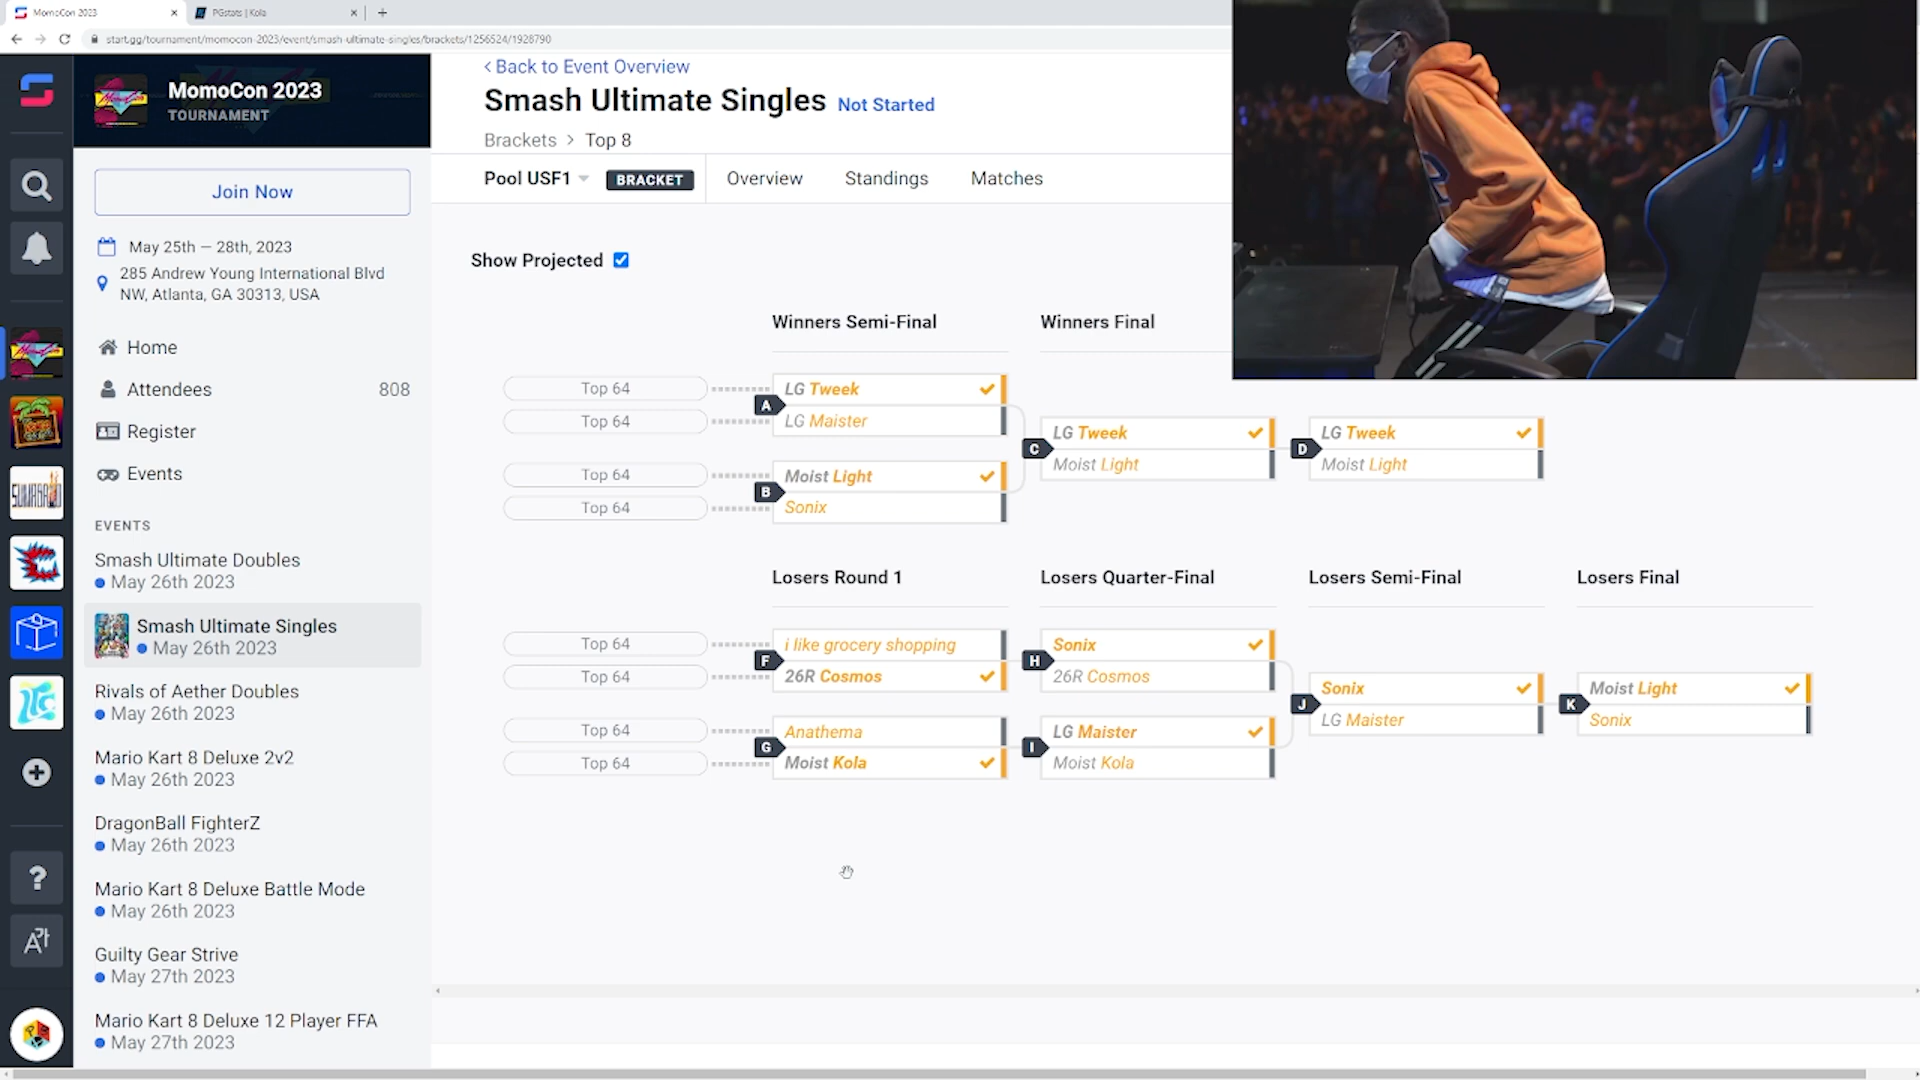 MomoCon 2023
PGstats | Kola
start.gg/tournament/momocon-2023/event/smash-ultimate-singles/brackets/1256524/1928790
MomoCon 2023
TOURNAMENT
Join Now
May 25th — 28th, 2023
285 Andrew Young International Blvd
NW, Atlanta, GA 30313, USA
Home
Attendees 808
Register
Events
EVENTS
Smash Ultimate Doubles
May 26th 2023
Smash Ultimate Singles
May 26th 2023
Rivals of Aether Doubles
May 26th 2023
Mario Kart 8 Deluxe 2v2
May 26th 2023
DragonBall FighterZ
May 26th 2023
Mario Kart 8 Deluxe Battle Mode
May 26th 2023
Guilty Gear Strive
May 27th 2023
Mario Kart 8 Deluxe 12 Player FFA
May 27th 2023
< Back to Event Overview
Smash Ultimate Singles Not Started
Brackets > Top 8
Pool USF1 BRACKET Overview Standings Matches
Show Projected
Winners Semi-Final Winners Final
Top 64
Top 64
A
LG Tweek
LG Maister
Top 64
Top 64
B
Moist Light
Sonix
C
LG Tweek
Moist Light
D
LG Tweek
Moist Light
Losers Round 1 Losers Quarter-Final Losers Semi-Final Losers Final
Top 64
Top 64
F
i like grocery shopping
26R Cosmos
Top 64
Top 64
G
Anathema
Moist Kola
H
Sonix
26R Cosmos
I
LG Maister
Moist Kola
J
Sonix
LG Maister
K
Moist Light
Sonix